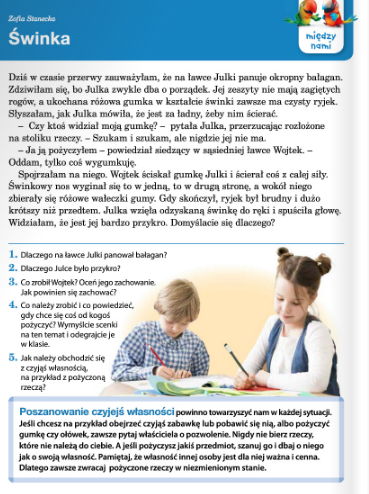 Zofia Stanecka
Świnka
między
nami
Dziś w czasie przerwy zauważyłam, że na ławce Julki panuje okropny bałagan.
Zdziwiłam się, bo Julka zwykle dba o porządek. Jej zeszyty nie mają zagiętych
rogów, a ukochana różowa gumka w kształcie świnki zawsze ma czysty ryjek.
Słyszałam, jak Julka mówiła, że jest za ładny, żeby nim ścierać.
– Czy ktoś widział moją gumkę? – pytała Julka, przerzucając rozłożone
na stoliku rzeczy. – Szukam i szukam, ale nigdzie jej nie ma.
– Ja ją pożyczyłem – powiedział siedzący w sąsiedniej ławce Wojtek. –
Oddam, tylko coś wygumkuję.
Spojrzałam na niego. Wojtek ściskał gumkę Julki i ścierał coś z całej siły.
Świnkowy nos wyginał się to w jedną, to w drugą stronę, a wokół niego
zbierały się różowe wałeczki gumy. Gdy skończył, ryjek był brudny i dużo
krótszy niż przedtem. Julka wzięła odzyskaną świnkę do ręki i spuściła głowę.
Widziałam, że jest jej bardzo przykro. Domyślacie się dlaczego?
1. Dlaczego na ławce Julki panował bałagan?
2. Dlaczego Julce było przykro?
3. Co zrobił Wojtek? Oceń jego zachowanie.
Jak powinien się zachować?
4. Co należy zrobić i co powiedzieć,
gdy chce się coś od kogoś
pożyczyć? Wymyślcie scenki
na ten temat i odegrajcie je
w klasie.
5. Jak należy obchodzić się
z czyjąś własnością,
na przykład z pożyczoną
rzeczą?
Poszanowanie czyjejś własności powinno towarzyszyć nam w każdej sytuacji.
Jeśli chcesz na przykład obejrzeć czyjąś zabawkę lub pobawić się nią, albo pożyczyć
gumkę czy ołówek, zawsze pytaj właściciela o pozwolenie. Nigdy nie bierz rzeczy,
które nie należą do ciebie. A jeśli pożyczysz jakiś przedmiot, szanuj go i dbaj o niego
jak o swoją własność. Pamiętaj, że własność innej osoby jest dla niej ważna i cenna.
Dlatego zawsze zwracaj pożyczone rzeczy w niezmienionym stanie.